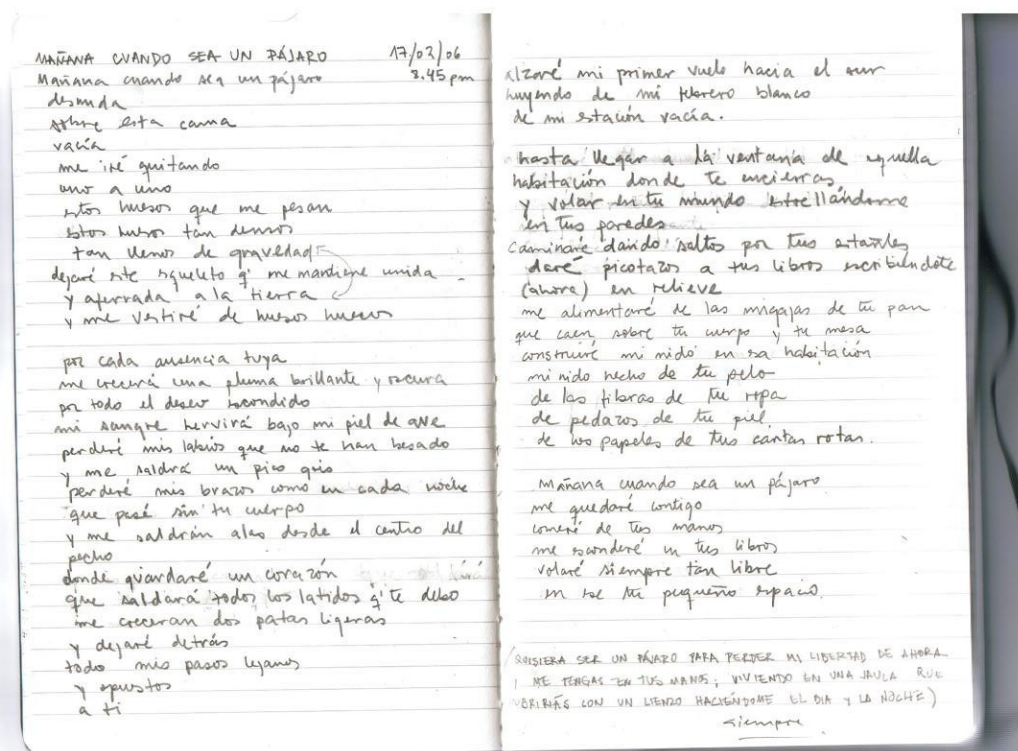 MAÑANA CUANDO SEA UN PÁJARO 17/02/06
Mañana cuando sea un pájaro 8.45 pm
desnuda
sobre esta cama
vacía
me iré quitando
uno a uno
estos huesos que me pesan
estos huesos tan densos
tan llenos de gravedad
dejaré este esqueleto q' me mantiene unida
y aferrada a la tierra
y me vestiré de huesos huecos
por cada ausencia tuya
me crecerá una pluma brillante y oscura
por todo el deseo escondido
mi sangre hervirá bajo mi piel de ave
perderé mis labios que no te han besado
y me saldrá un pico gris
perderé mis brazos como en cada noche
que pasé sin tu cuerpo
y me saldrán alas desde el centro del
pecho
donde guardaré un corazón
que saldará todos los latidos q' te debo
me creceran dos patas ligeras
y dejaré detrás
todo mis pasos lejanos
y opuestos
a ti
alzaré mi primer vuelo hacia el sur
huyendo de mi febrero blanco
de mi estación vacía.
hasta llegar a la ventana de aquella
habitación donde te encierras
y volar en tu mundo estrellándome
en tus paredes
caminaré dando saltos por tus estantes
daré picotazos a tus libros escribiéndote
(ahora) en relieve
me alimentaré de las migajas de tu pan
que caen sobre tu cuerpo y tu mesa
construiré mi nido en esa habitación
mi nido hecho de tu pelo
de las fibras de tu ropa
de pedazos de tu piel
de los papeles de tus cartas rotas.
mañana cuando sea un pájaro
me quedaré contigo
comeré de tus manos
me esconderé en tus libros
volaré siempre tan libre
en ese tu pequeño espacio.
(QUISIERA SER UN PÁJARO PARA PERDER MI LIBERTAD DE AHORA
ME TENGAS EN TUS MANOS; VIVIENDO EN UNA JAULA QUE
CON UN LIENZO HACIÉNDOME EL DIA Y LA NOCHE)
siempre